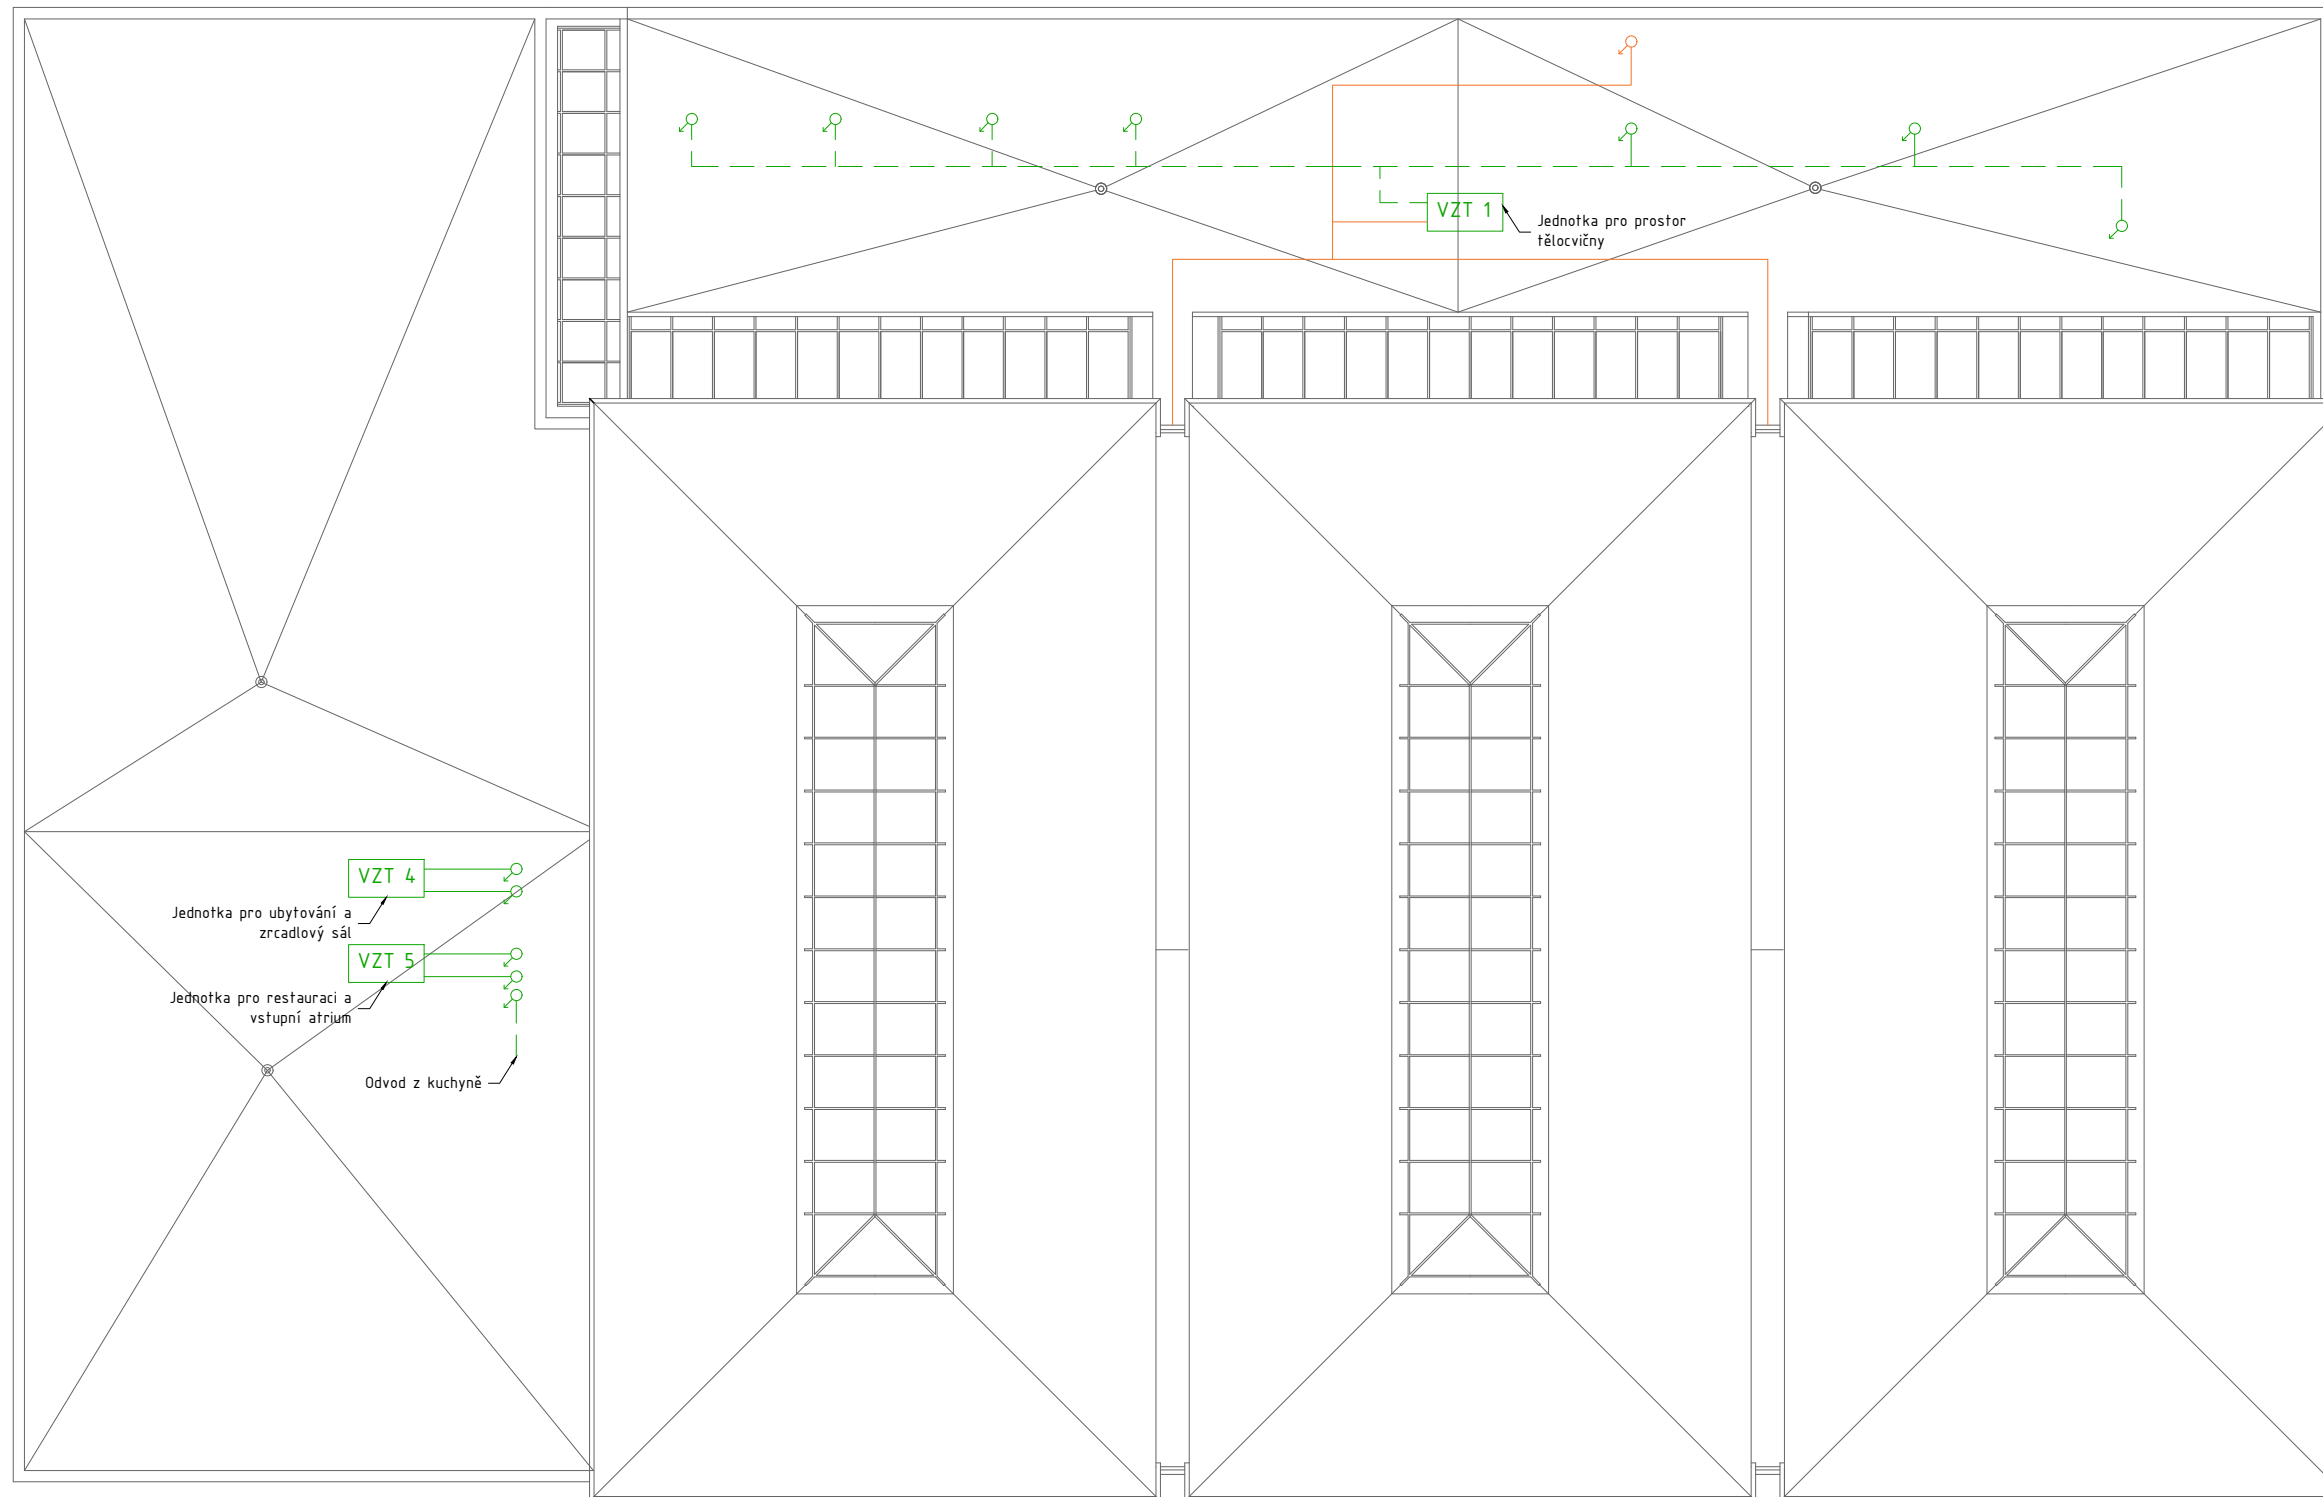 VZT 1
Jednotka pro prostor
tělocvičny
VZT 4
Jednotka pro ubytování a
zrcadlový sál
VZT 5
Jednotka pro restauraci a
vstupní atrium
Odvod z kuchyně